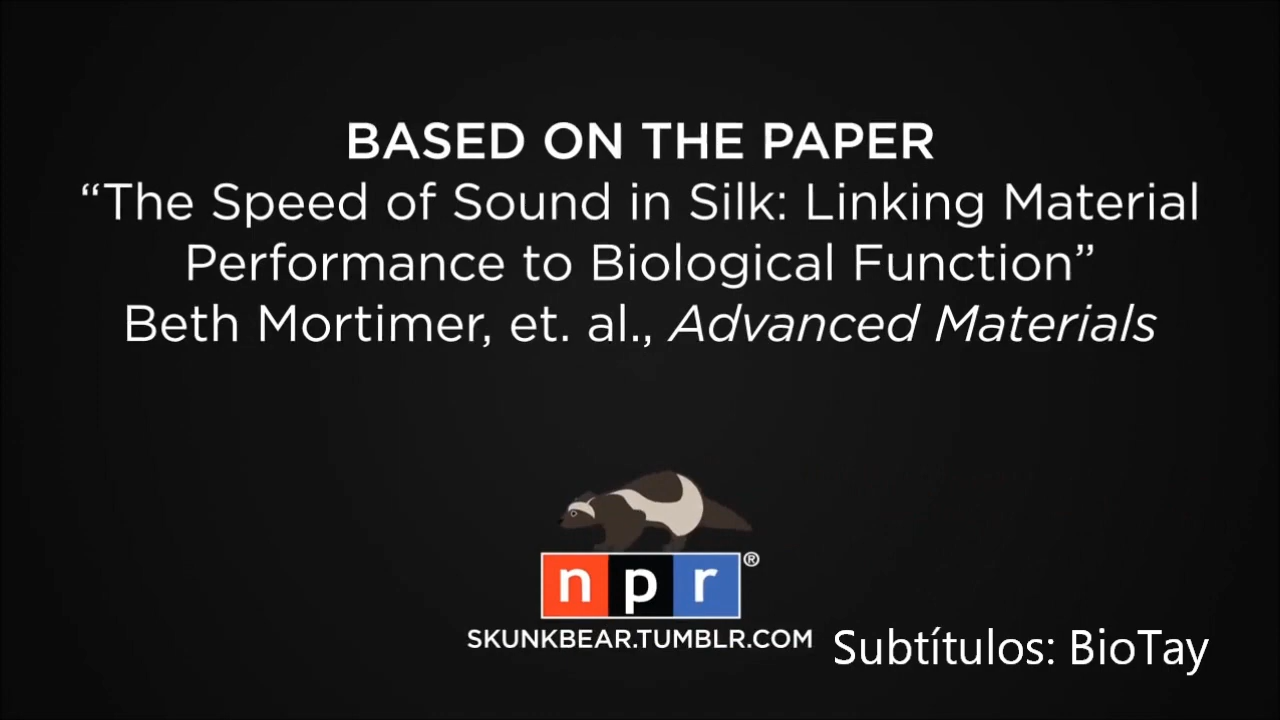 BASED ON THE PAPER
“The Speed of Sound in Silk: Linking Material
Performance to Biological Function”
Beth Mortimer, et. al., Advanced Materials
npr®
SKUNKBEAR.TUMBLR.COM
Subtítulos: BioTay